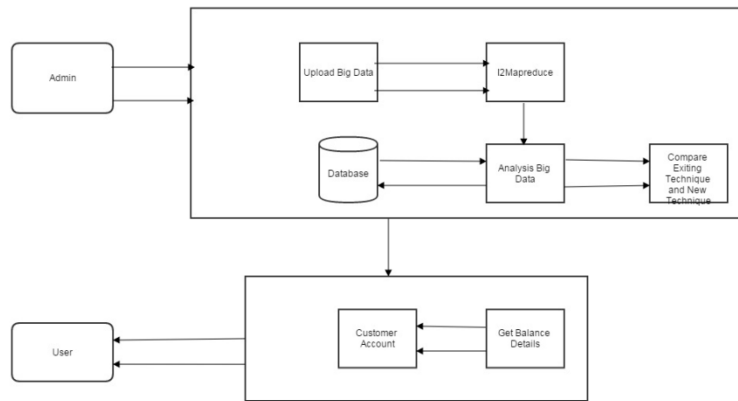 Admin
Upload Big Data
I2Mapreduce
Database
Analysis Big
Data
Compare
Exiting
Technique
and New
Technique
User
Customer
Account
Get Balance
Details